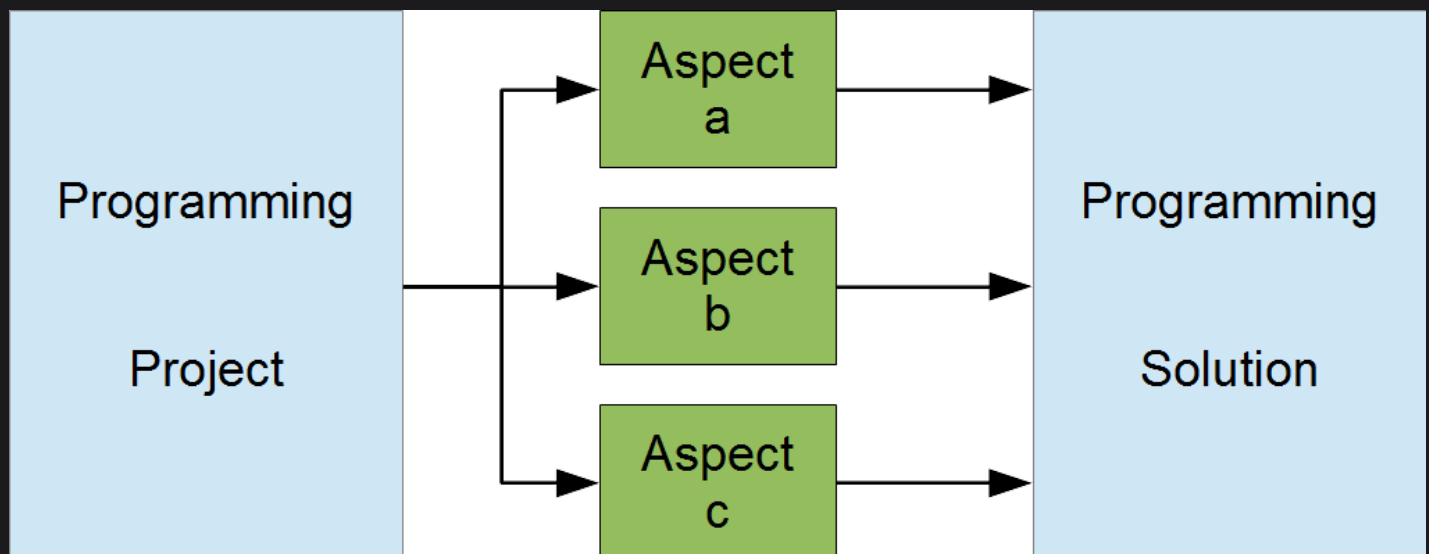 Programming
Project
Aspect
a
Aspect
b
Aspect
c
Programming
Solution